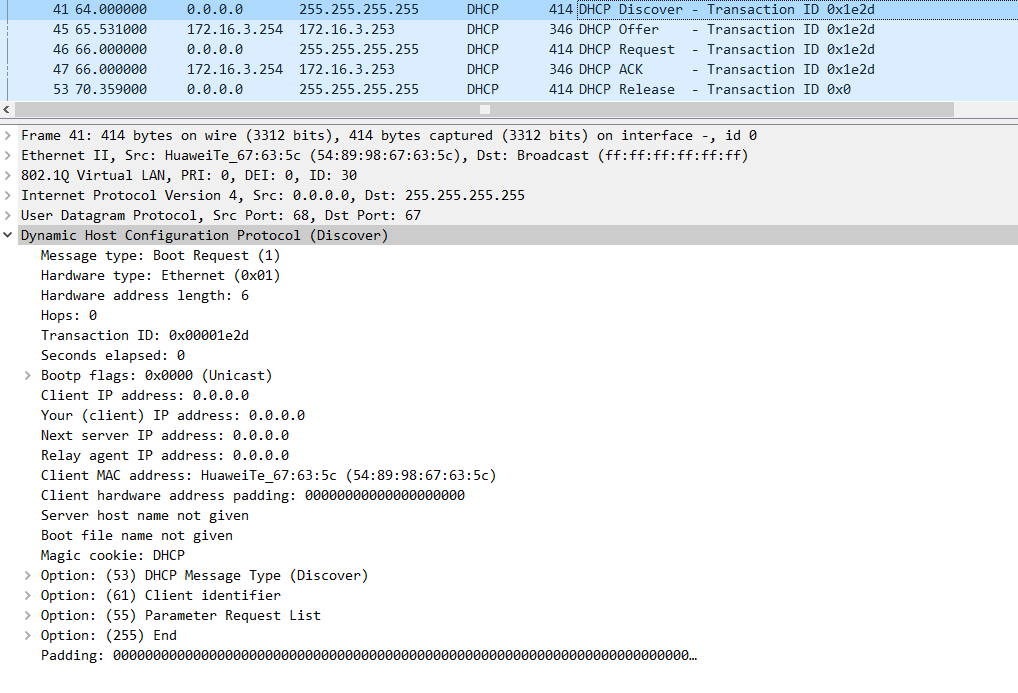 41 64.000000 0.0.0.0 255.255.255.255 DHCP 414 DHCP Discover - Transaction ID 0x1e2d
45 65.531000 172.16.3.254 172.16.3.253 DHCP 346 DHCP Offer - Transaction ID 0x1e2d
46 66.000000 0.0.0.0 255.255.255.255 DHCP 414 DHCP Request - Transaction ID 0x1e2d
47 66.000000 172.16.3.254 172.16.3.253 DHCP 346 DHCP ACK - Transaction ID 0x1e2d
53 70.359000 0.0.0.0 255.255.255.255 DHCP 414 DHCP Release - Transaction ID 0x0
Frame 41: 414 bytes on wire (3312 bits), 414 bytes captured (3312 bits) on interface -, id 0
Ethernet II, Src: HuaweiTe_67:63:5c (54:89:98:67:63:5c), Dst: Broadcast (ff:ff:ff:ff:ff:ff)
802.1Q Virtual LAN, PRI: 0, DEI: 0, ID: 30
Internet Protocol Version 4, Src: 0.0.0.0, Dst: 255.255.255.255
User Datagram Protocol, Src Port: 68, Dst Port: 67
Dynamic Host Configuration Protocol (Discover)
Message type: Boot Request (1)
Hardware type: Ethernet (0x01)
Hardware address length: 6
Hops: 0
Transaction ID: 0x00001e2d
Seconds elapsed: 0
Bootp flags: 0x0000 (Unicast)
Client IP address: 0.0.0.0
Your (client) IP address: 0.0.0.0
Next server IP address: 0.0.0.0
Relay agent IP address: 0.0.0.0
Client MAC address: HuaweiTe_67:63:5c (54:89:98:67:63:5c)
Client hardware address padding: 00000000000000000000
Server host name not given
Boot file name not given
Magic cookie: DHCP
Option: (53) DHCP Message Type (Discover)
Option: (61) Client identifier
Option: (55) Parameter Request List
Option: (255) End
Padding: 000000000000000000000000000000000000000000000000000000000000000000000000…